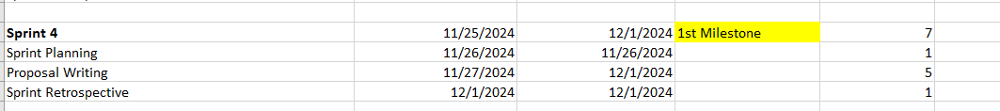 Sprint 4 11/25/2024 12/1/2024 1st Milestone 7
Sprint Planning 11/26/2024 11/26/2024 1
Proposal Writing 11/27/2024 12/1/2024 5
Sprint Retrospective 12/1/2024 12/1/2024 1